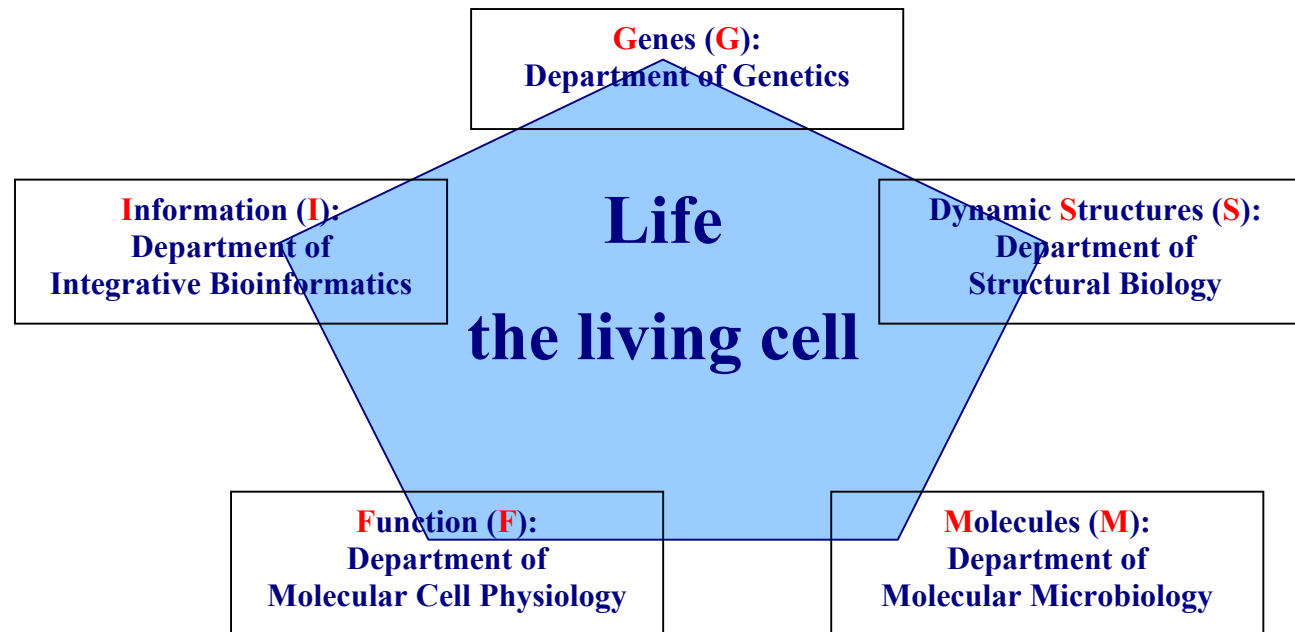 Genes (G):
Department of Genetics
Information (I):
Department of
Integrative Bioinformatics
Life
the living cell
Dynamic Structures (S):
Department of
Structural Biology
Function (F):
Department of
Molecular Cell Physiology
Molecules (M):
Department of
Molecular Microbiology